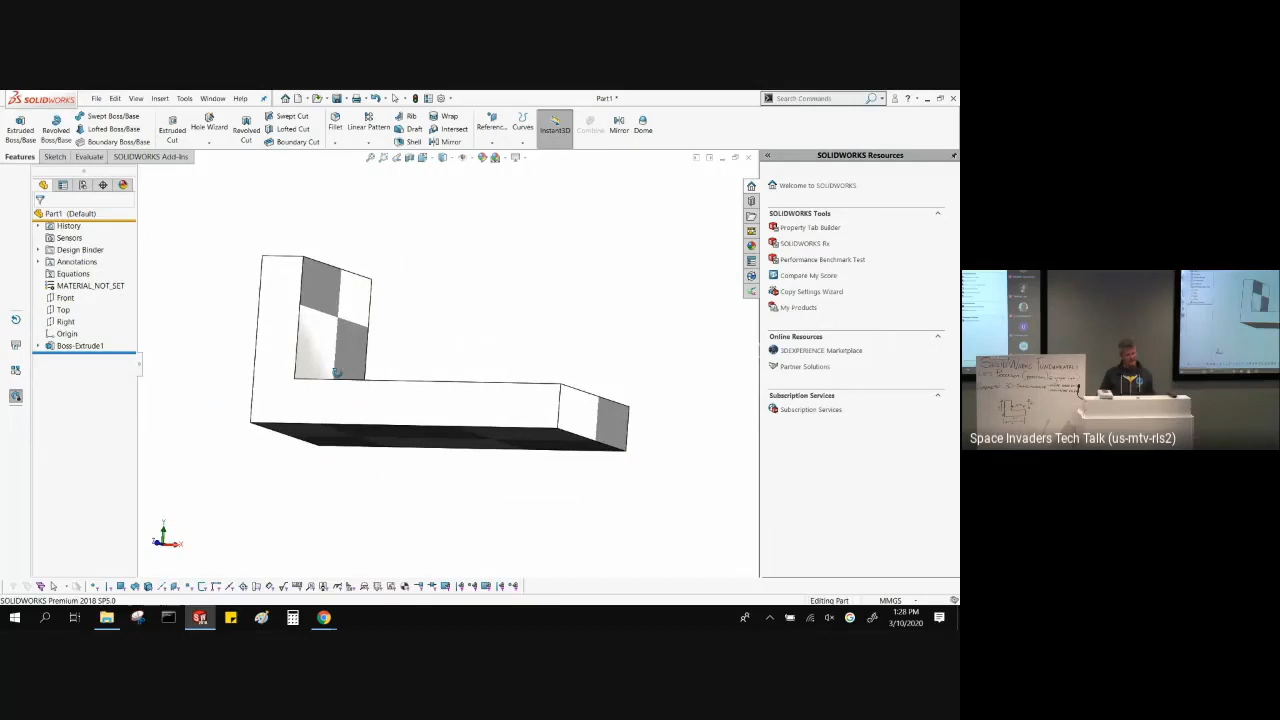 SOLIDWORKS File Edit View Insert Tools Window Help Part1 * Search Commands
Extruded Boss/Base Revolved Boss/Base Swept Boss/Base Lofted Boss/Base Boundary Boss/Base Extruded Cut Hole Wizard Revolved Cut Swept Cut Lofted Cut Boundary Cut Fillet Linear Pattern Rib Draft Shell Wrap Intersect Mirror Referenc... Curves Instant3D Combine Mirror Dome
Features Sketch Evaluate SOLIDWORKS Add-Ins
SOLIDWORKS Resources
Part1 (Default)
History
Sensors
Design Binder
Annotations
Equations
MATERIAL_NOT_SET
Front
Top
Right
Origin
Boss-Extrude1
Welcome to SOLIDWORKS
SOLIDWORKS Tools
Property Tab Builder
SOLIDWORKS Rx
Performance Benchmark Test
Compare My Score
Copy Settings Wizard
My Products
Online Resources
3DEXPERIENCE Marketplace
Partner Solutions
Subscription Services
Subscription Services
Y
Z X
SOLIDWORKS Premium 2018 SP5.0 Editing Part MMGS
1:28 PM
3/10/2020
SOLIDWORKS FUNDAMENTALS
Space Invaders Tech Talk (us-mtv-rls2)